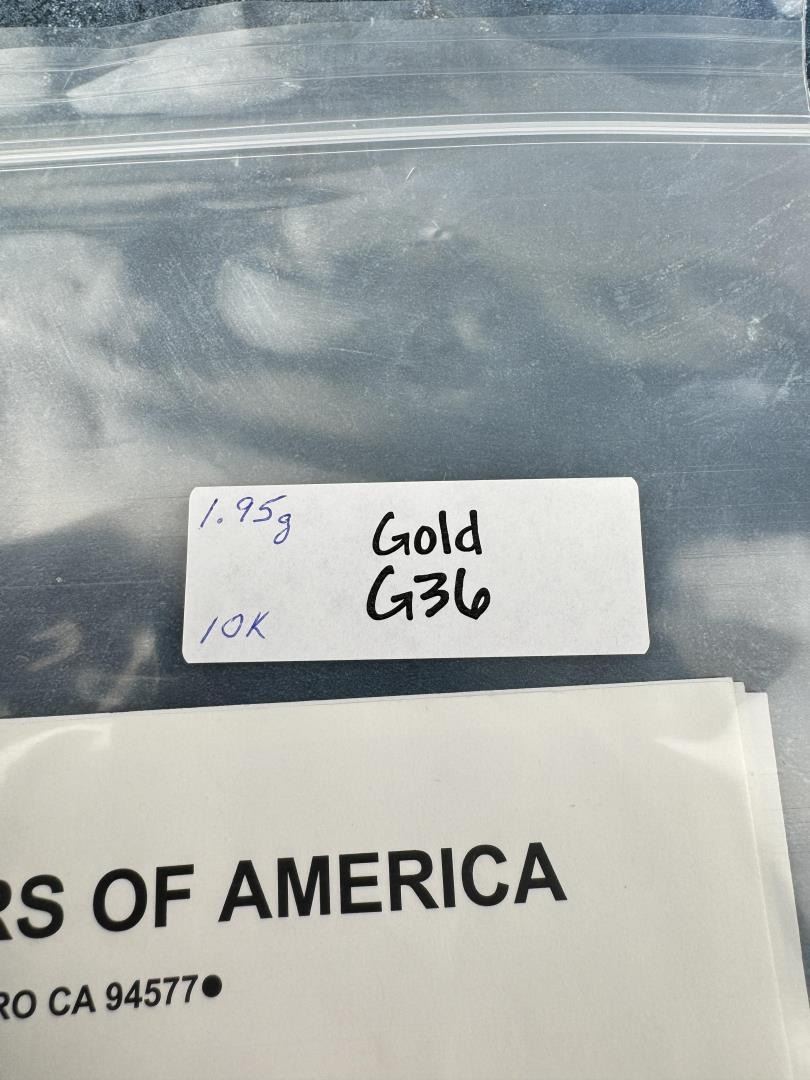 1.95g
Gold
G36
10K
RS OF AMERICA
RO CA 94577●